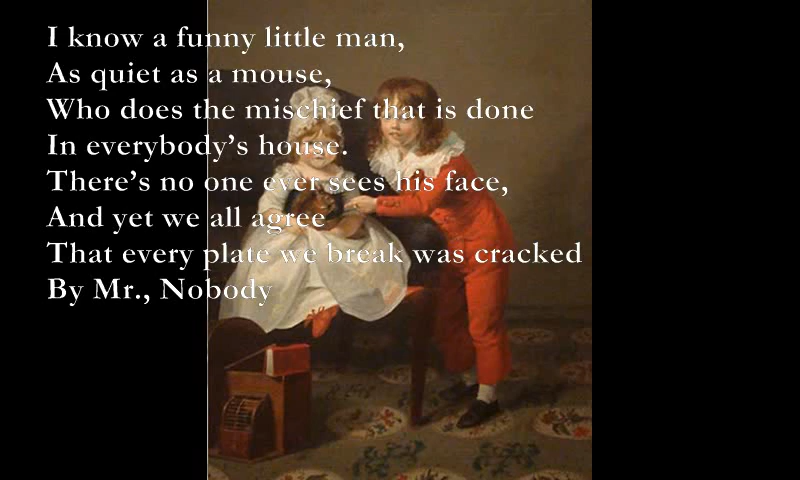 I know a funny little man,
As quiet as a mouse,
Who does the mischief that is done
In everybody’s house.
There’s no one ever sees his face,
And yet we all agree
That every plate we break was cracked
By Mr., Nobody